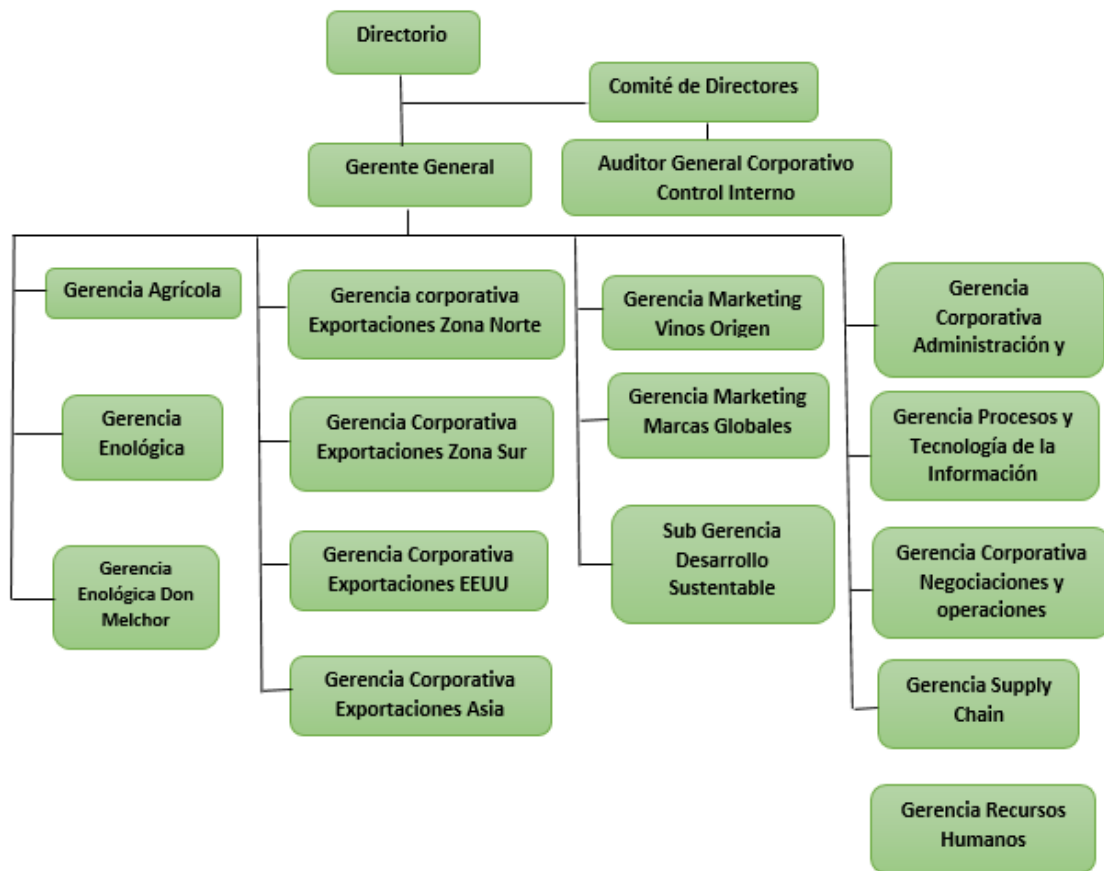 Directorio
Comité de Directores
Gerente General
Auditor General Corporativo
Control Interno
Gerencia Agrícola
Gerencia
Enológica
Gerencia
Enológica Don
Melchor
Gerencia corporativa
Exportaciones Zona Norte
Gerencia Corporativa
Exportaciones Zona Sur
Gerencia Corporativa
Exportaciones EEUU
Gerencia Corporativa
Exportaciones Asia
Gerencia Marketing
Vinos Origen
Gerencia Marketing
Marcas Globales
Sub Gerencia
Desarrollo
Sustentable
Gerencia
Corporativa
Administración y
Gerencia Procesos y
Tecnología de la
Información
Gerencia Corporativa
Negociaciones y
operaciones
Gerencia Supply
Chain
Gerencia Recursos
Humanos